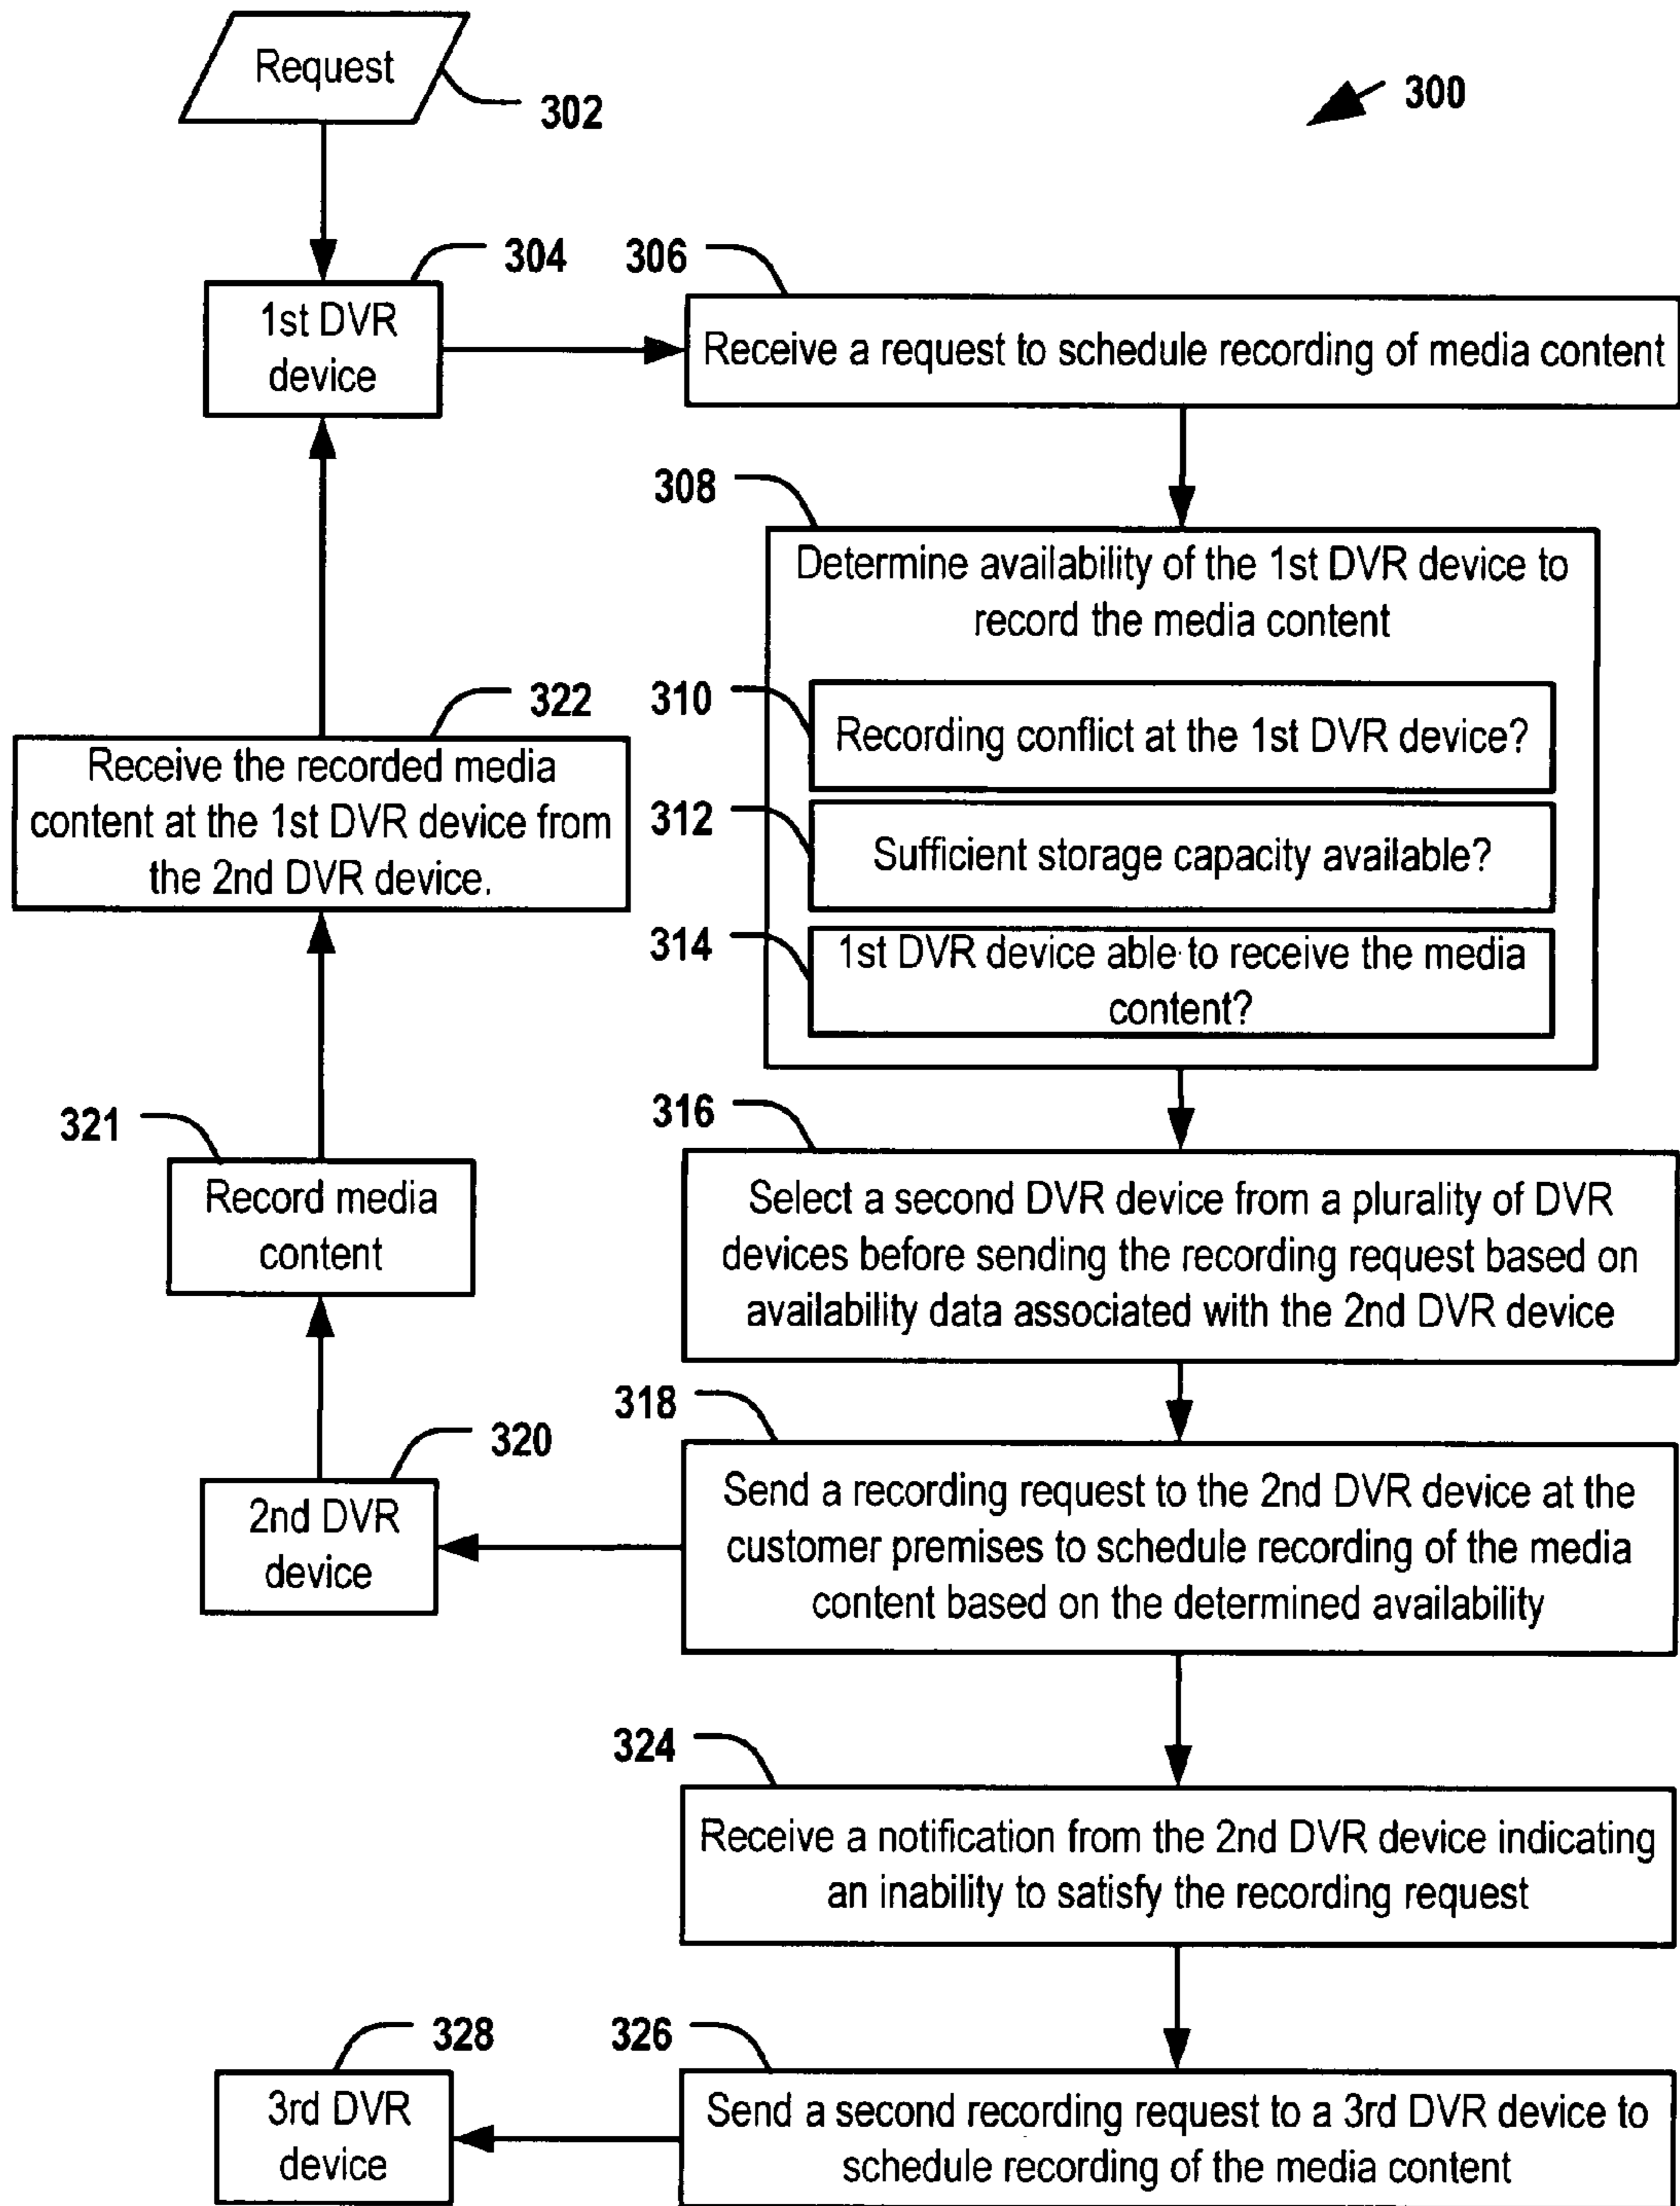 Request
302
300
304
306
1st DVR
device
Receive a request to schedule recording of media content
308
Determine availability of the 1st DVR device to
record the media content
310
Recording conflict at the 1st DVR device?
322
Receive the recorded media
content at the 1st DVR device from
the 2nd DVR device.
312
Sufficient storage capacity available?
314
1st DVR device able to receive the media
content?
321
Record media
content
316
Select a second DVR device from a plurality of DVR
devices before sending the recording request based on
availability data associated with the 2nd DVR device
318
320
2nd DVR
device
Send a recording request to the 2nd DVR device at the
customer premises to schedule recording of the media
content based on the determined availability
324
Receive a notification from the 2nd DVR device indicating
an inability to satisfy the recording request
328
326
3rd DVR
device
Send a second recording request to a 3rd DVR device to
schedule recording of the media content